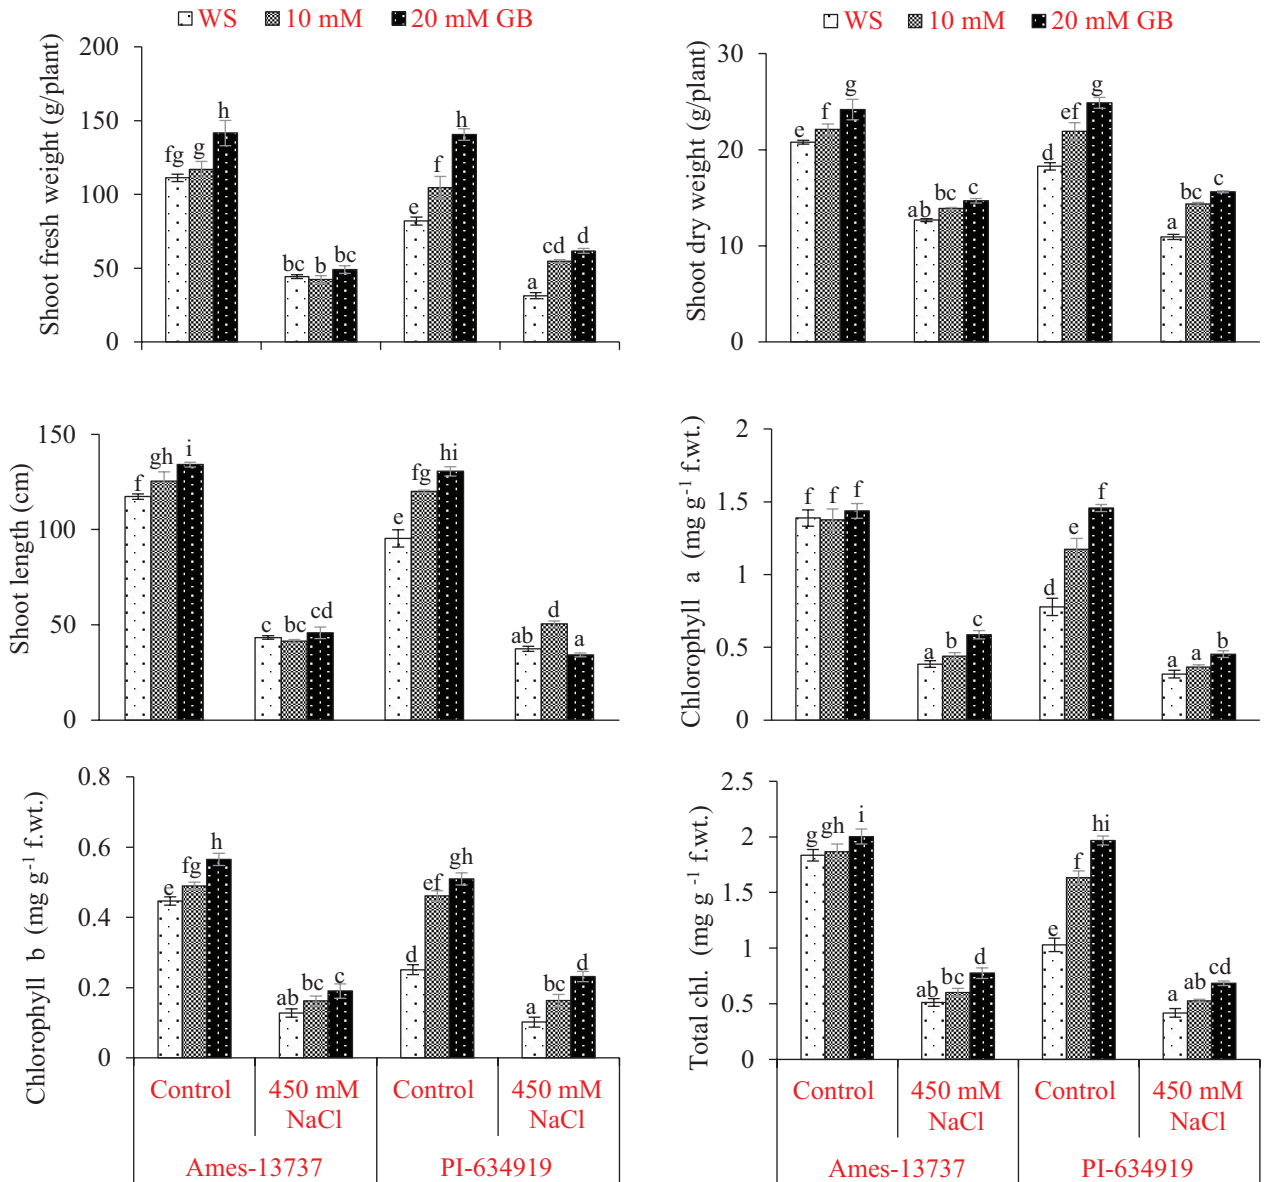 WS 10 mM 20 mM GB
Shoot fresh weight (g/plant)
200
150
100
50
0
fg g h
bc b bc
e f h
a cd d
WS 10 mM 20 mM GB
Shoot dry weight (g/plant)
30
20
10
0
e f g
ab bc c
d ef g
a bc c
Shoot length (cm)
150
100
50
0
f gh i
c bc cd
e fg hi
ab d a
Chlorophyll a (mg g-1 f.wt.)
2
1.5
1
0.5
0
f f f
a b c
d e f
a a b
Chlorophyll b (mg g-1 f.wt.)
0.8
0.6
0.4
0.2
0
e fg h
ab bc c
d ef gh
a bc d
Control 450 mM NaCl Control 450 mM NaCl
Ames-13737 PI-634919
Total chl. (mg g-1 f.wt.)
2.5
2
1.5
1
0.5
0
g gh i
ab bc d
e f hi
a ab cd
Control 450 mM NaCl Control 450 mM NaCl
Ames-13737 PI-634919